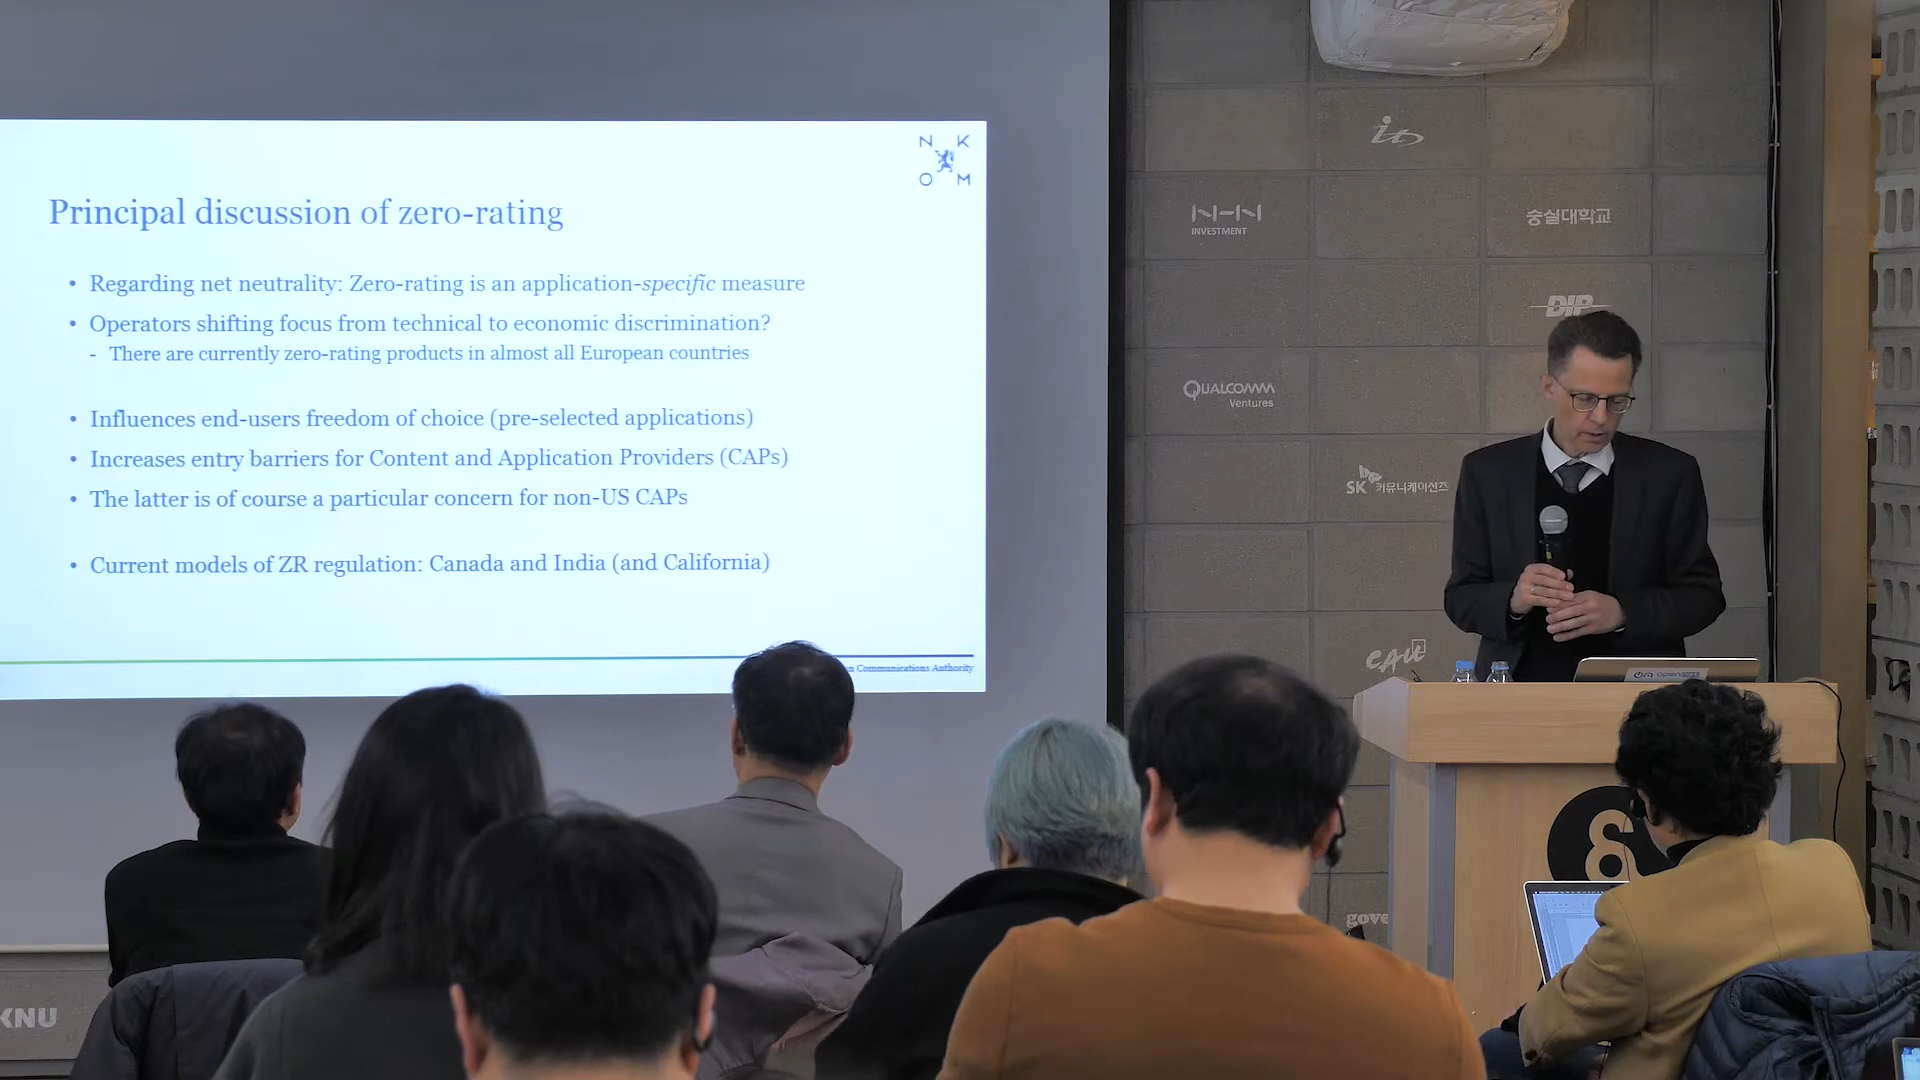 N K
O M
Principal discussion of zero-rating
• Regarding net neutrality: Zero-rating is an application-specific measure
• Operators shifting focus from technical to economic discrimination?
- There are currently zero-rating products in almost all European countries
• Influences end-users freedom of choice (pre-selected applications)
• Increases entry barriers for Content and Application Providers (CAPs)
• The latter is of course a particular concern for non-US CAPs
• Current models of ZR regulation: Canada and India (and California)
Communications Authority
NHN
INVESTMENT
숭실대학교
DIP
QUALCOMM
Ventures
SK 커뮤니케이션즈
CAU
opennet
gove
KNU